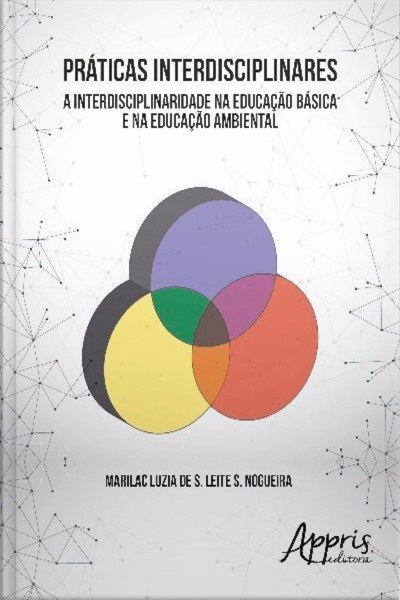 PRÁTICAS INTERDISCIPLINARES
A INTERDISCIPLINARIDADE NA EDUCAÇÃO BÁSICA
E NA EDUCAÇÃO AMBIENTAL
MARILAC LUZIA DE S. LEITE S. NOGUEIRA
Appris
editora